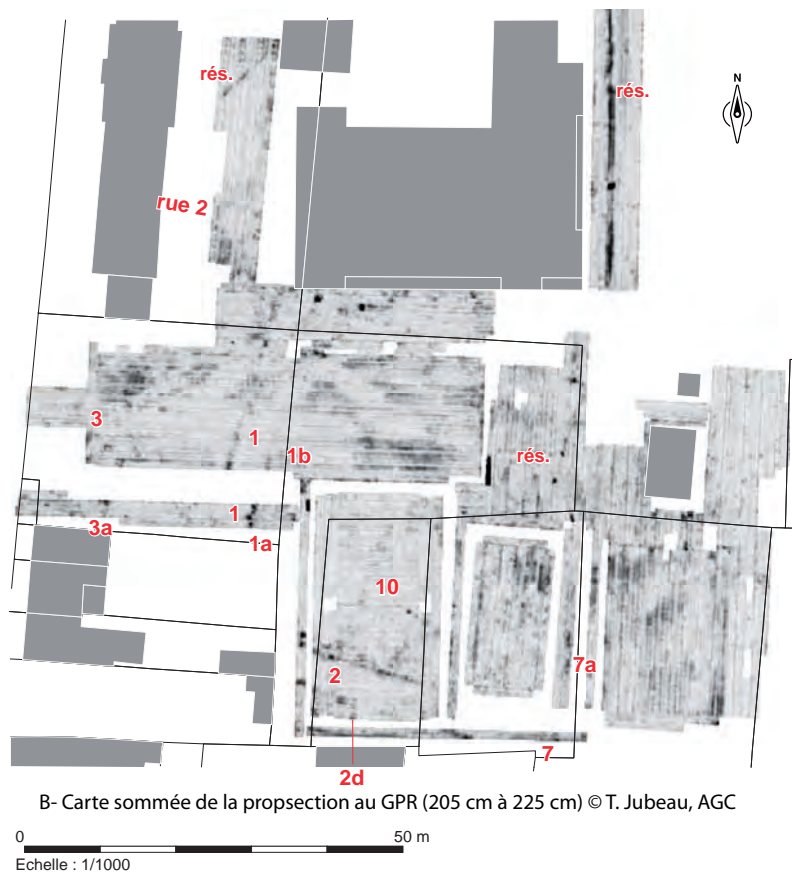 rés.
rés.
N
rue 2
3
1
1b
rés.
1
3a
1a
10
2
7a
7
2d
B- Carte sommée de la propsection au GPR (205 cm à 225 cm) © T. Jubeau, AGC
0 50 m
Echelle : 1/1000